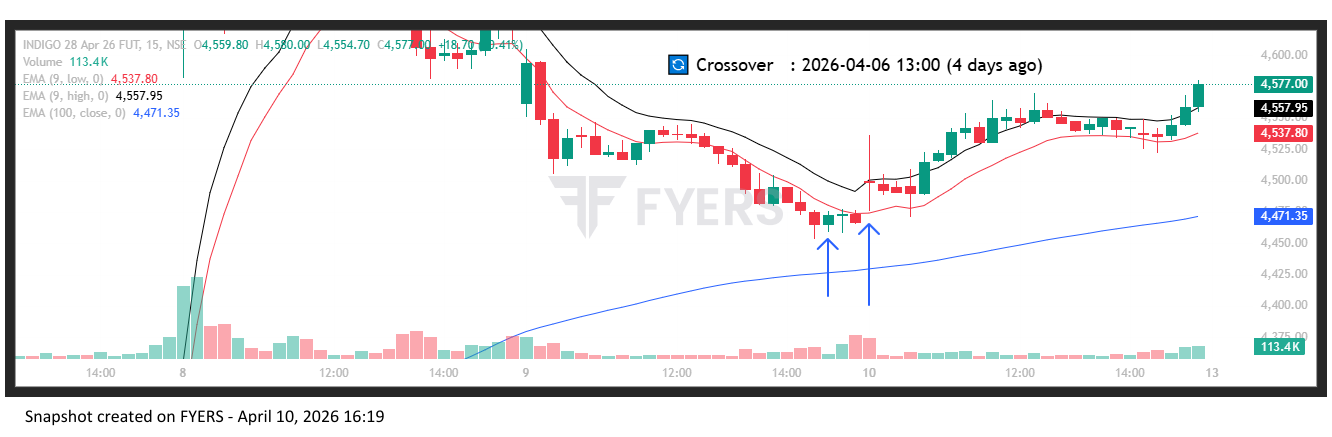 INDIGO 28 Apr 26 FUT, 15, NSE O4,559.80 H4,580.00 L4,554.70 C4,577.00 +18.70 (0.41%)
Volume 113.4K
EMA (9, low, 0) 4,537.80
EMA (9, high, 0) 4,557.95
EMA (100, close, 0) 4,471.35
Crossover : 2026-04-06 13:00 (4 days ago)
FYERS
4,600.00
4,577.00
4,557.95
4,537.80
4,525.00
4,500.00
4,471.35
4,450.00
4,425.00
4,400.00
4,375.00
113.4K
14:00 8 12:00 14:00 9 12:00 14:00 10 12:00 14:00 13
Snapshot created on FYERS - April 10, 2026 16:19